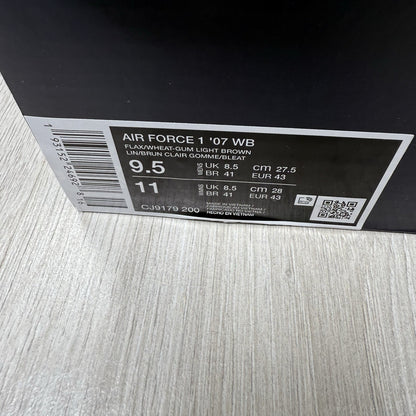 AIR FORCE 1 '07 WB
FLAX/WHEAT-GUM LIGHT BROWN
LIN/BRUN CLAIR GOMME/BLEAT
9.5 UK 8.5 CM 27.5
BR 41 EUR 43
11 UK 8.5 CM 28
BR 41 EUR 43
CJ9179 200
MADE IN VIETNAM
HECHO EN VIETNAM